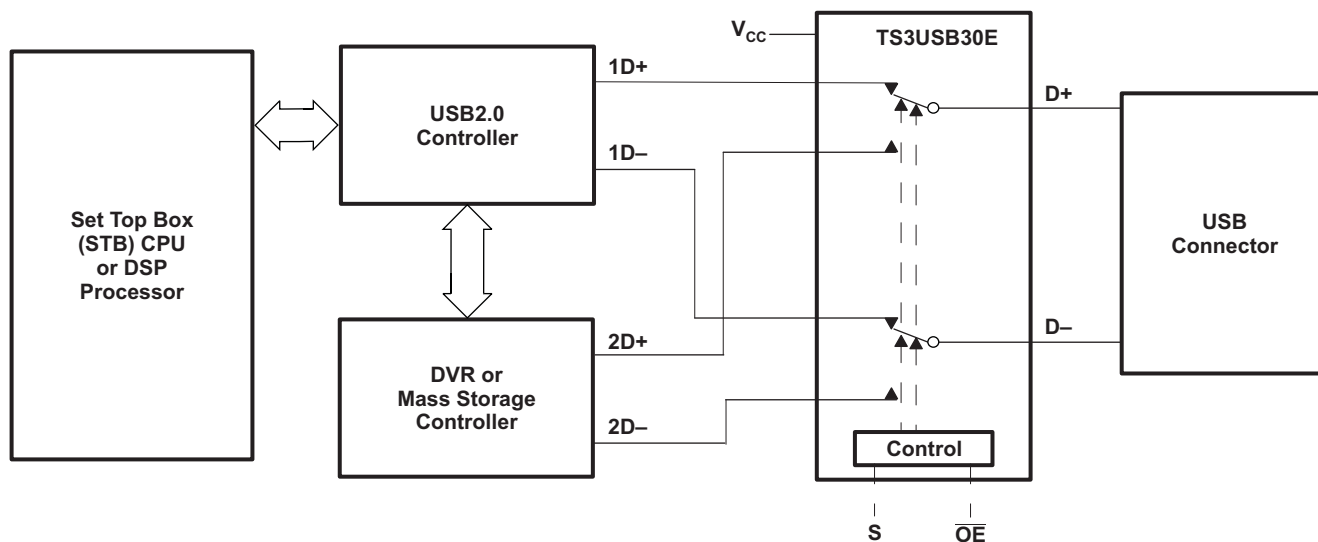 V_CC
TS3USB30E
1D+
D+
USB2.0
Controller
1D–
Set Top Box
(STB) CPU
or DSP
Processor
USB
Connector
2D+
D–
DVR or
Mass Storage
Controller
2D–
Control
S
O̅E̅